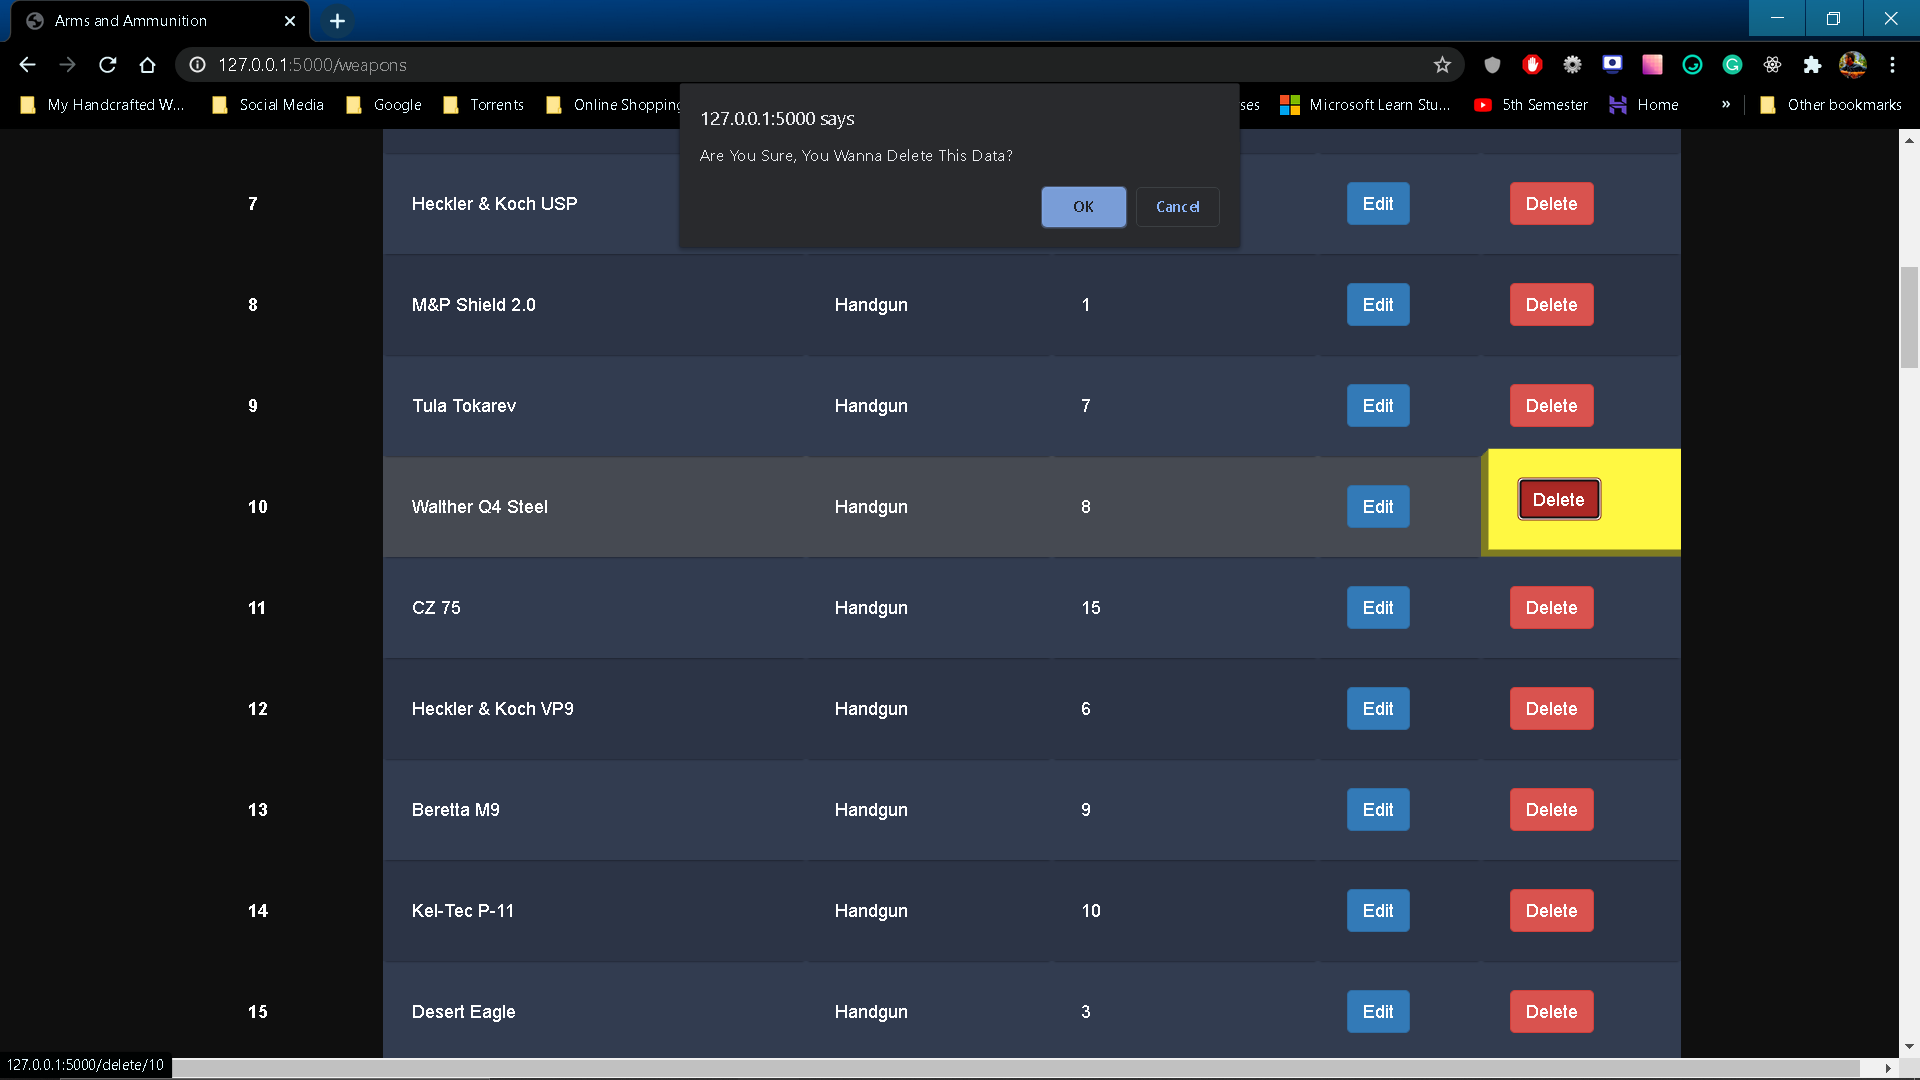 Arms and Ammunition
127.0.0.1:5000/weapons
My Handcrafted W... Social Media Google Torrents Online Shopping ses Microsoft Learn Stu... 5th Semester Home » Other bookmarks
127.0.0.1:5000 says
Are You Sure, You Wanna Delete This Data?
OK Cancel
7 Heckler & Koch USP Edit Delete
8 M&P Shield 2.0 Handgun 1 Edit Delete
9 Tula Tokarev Handgun 7 Edit Delete
10 Walther Q4 Steel Handgun 8 Edit Delete
11 CZ 75 Handgun 15 Edit Delete
12 Heckler & Koch VP9 Handgun 6 Edit Delete
13 Beretta M9 Handgun 9 Edit Delete
14 Kel-Tec P-11 Handgun 10 Edit Delete
15 Desert Eagle Handgun 3 Edit Delete
127.0.0.1:5000/delete/10